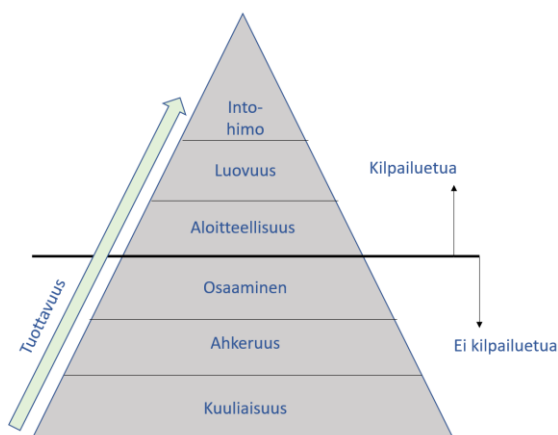 Into-
himo
Luovuus
Kilpailuetua
Aloitteellisuus
Osaaminen
Tuottavuus
Ahkeruus
Ei kilpailuetua
Kuuliaisuus